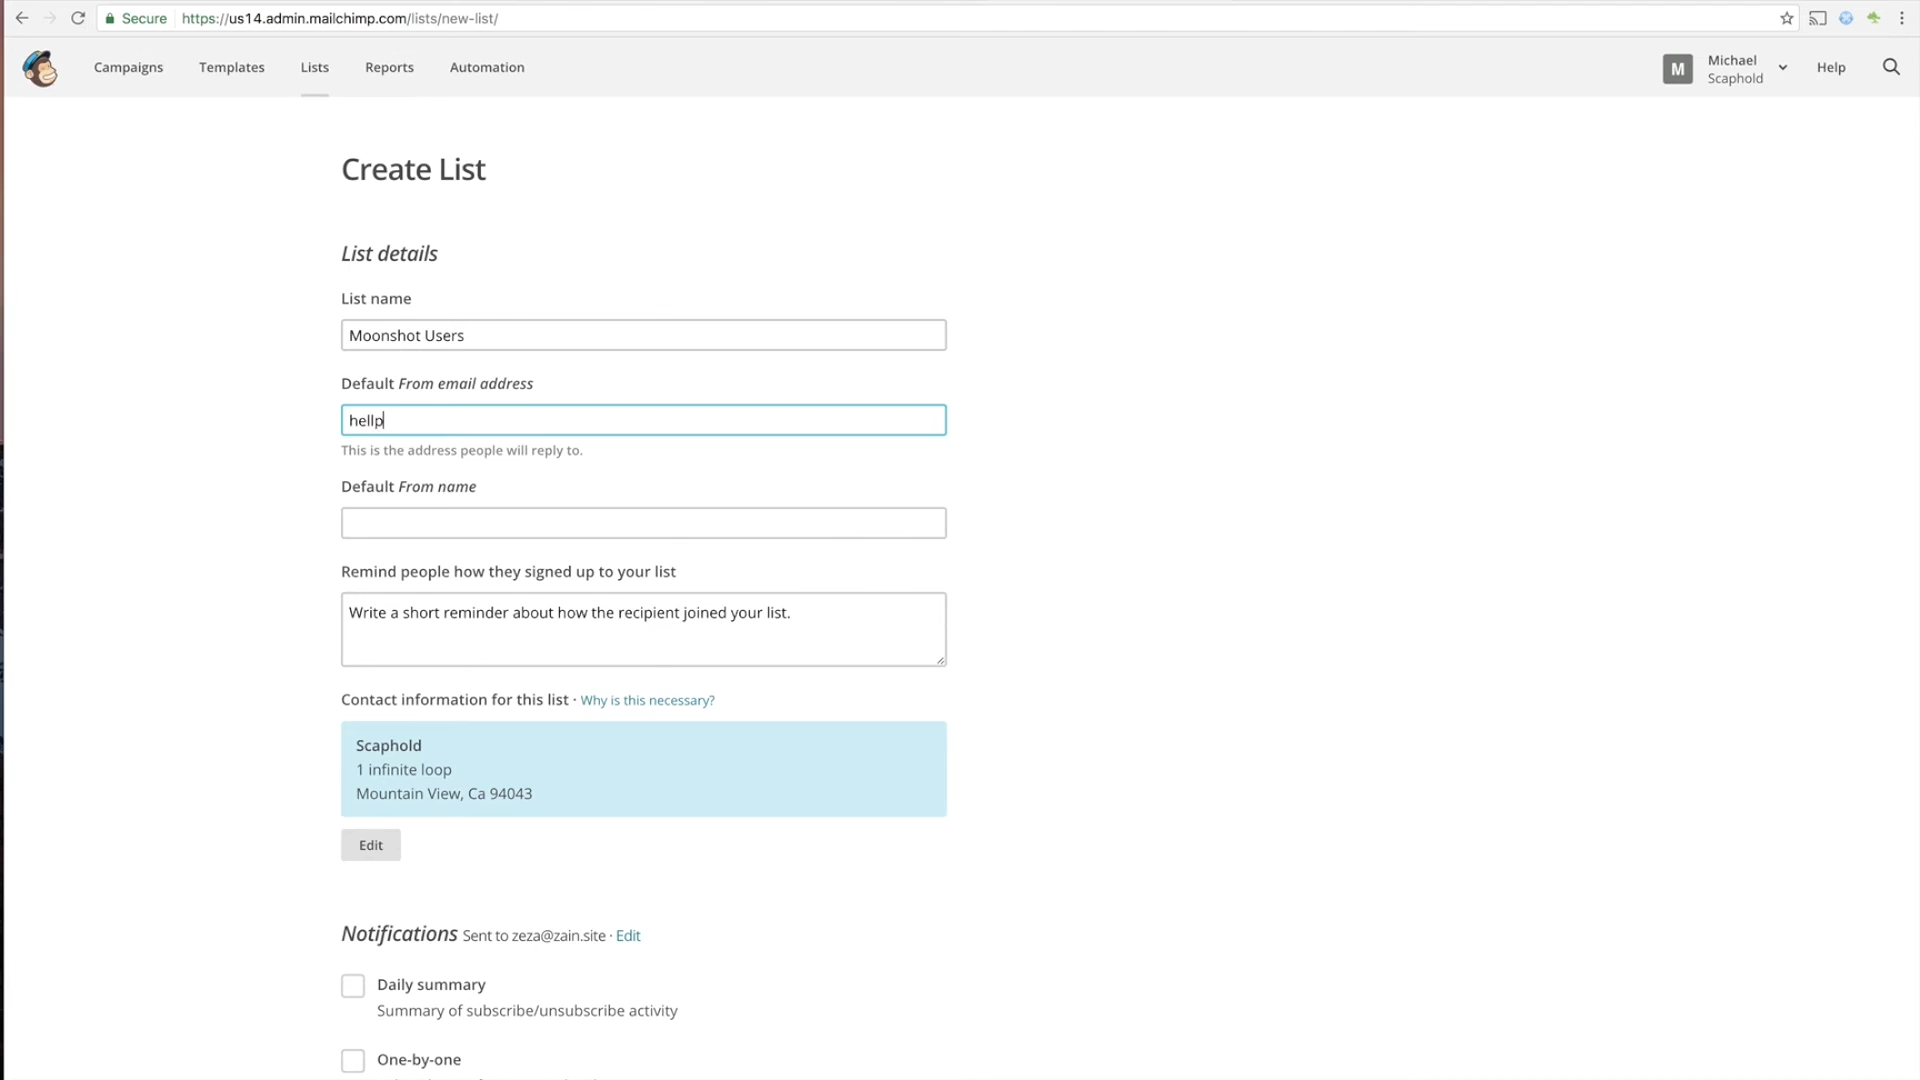 Secure https://us14.admin.mailchimp.com/lists/new-list/
Campaigns Templates Lists Reports Automation
M Michael Help
Scaphold
Create List
List details
List name
Moonshot Users
Default From email address
hellp
This is the address people will reply to.
Default From name
Remind people how they signed up to your list
Write a short reminder about how the recipient joined your list.
Contact information for this list · Why is this necessary?
Scaphold
1 infinite loop
Mountain View, Ca 94043
Edit
Notifications Sent to zeza@zain.site · Edit
Daily summary
Summary of subscribe/unsubscribe activity
One-by-one